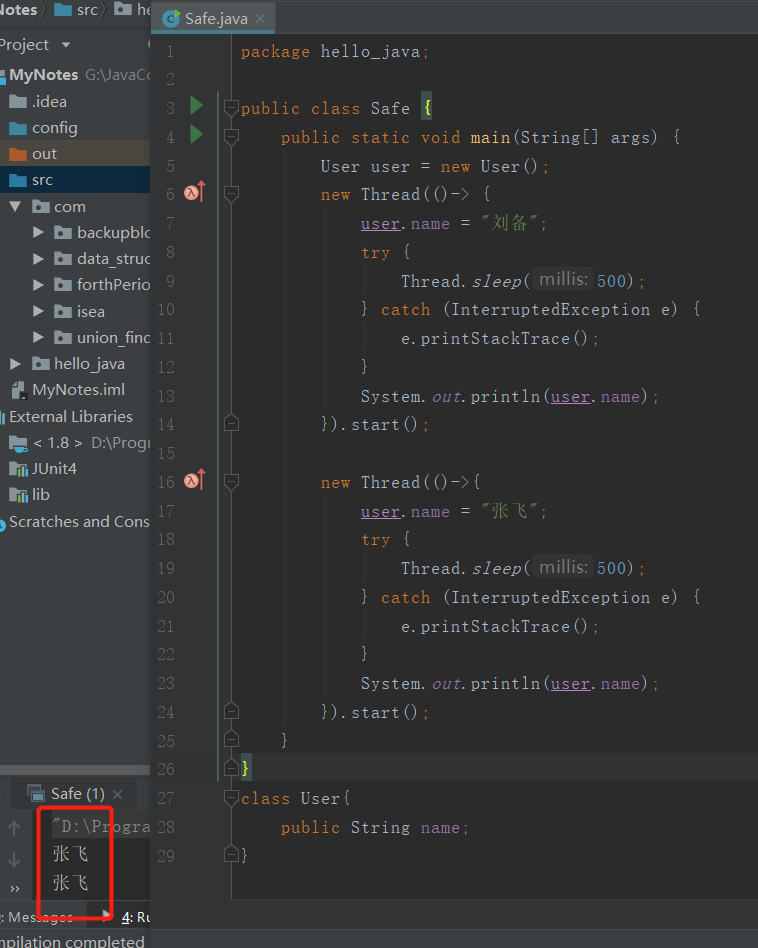 Notes src he
Project
MyNotes G:\JavaCo
.idea
config
out
src
com
backupblo
data_struc
forthPerio
isea
union_find
hello_java
MyNotes.iml
External Libraries
< 1.8 > D:\Progr
JUnit4
lib
Scratches and Cons
Safe.java
1 package hello_java;
2
3 public class Safe {
4 public static void main(String[] args) {
5 User user = new User();
6 new Thread(()-> {
7 user.name = "刘备";
8 try {
9 Thread.sleep( millis: 500);
10 } catch (InterruptedException e) {
11 e.printStackTrace();
12 }
13 System.out.println(user.name);
14 }).start();
15
16 new Thread(()->{
17 user.name = "张飞";
18 try {
19 Thread.sleep( millis: 500);
20 } catch (InterruptedException e) {
21 e.printStackTrace();
22 }
23 System.out.println(user.name);
24 }).start();
25 }
26 }
27 class User{
28 public String name;
29 }
Safe (1)
"D:\Progra
张飞
张飞
: Messages 4: Ru
mpilation completed